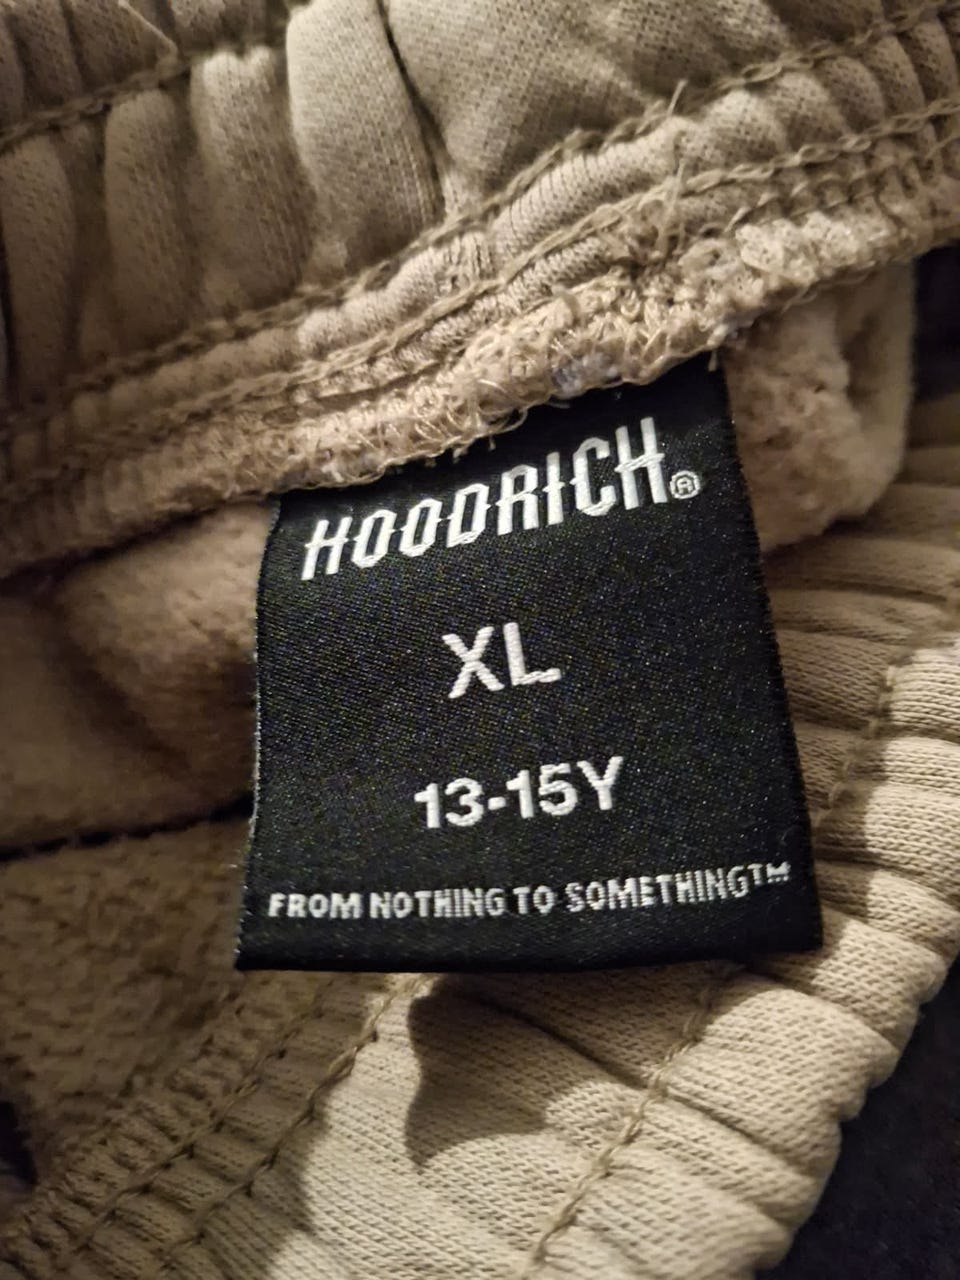 HOODRICH®
XL
13-15Y
FROM NOTHING TO SOMETHING™